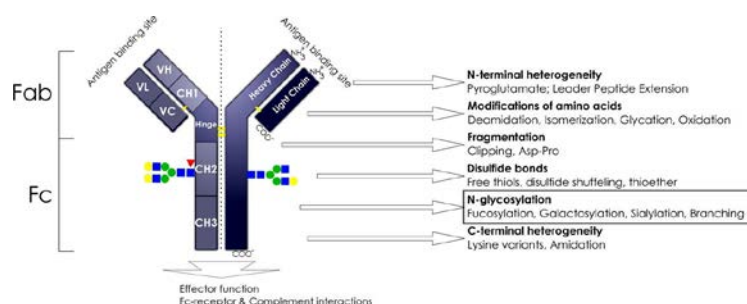 Antigen binding site
Antigen binding site
Fab
Fc
VH
CH1
VL
VC
Hinge
CH2
CH3
Heavy Chain
Light Chain
NH3
NH3
COO-
COO-
N-terminal heterogeneity
Pyroglutamate; Leader Peptide Extension
Modifications of amino acids
Deamidation, Isomerization, Glycation, Oxidation
Fragmentation
Clipping, Asp-Pro
Disulfide bonds
Free thiols, disulfide shuffeling, thioether
N-glycosylation
Fucosylation, Galactosylation, Sialylation, Branching
C-terminal heterogeneity
Lysine variants, Amidation
Effector function
Fc-receptor & Complement interactions